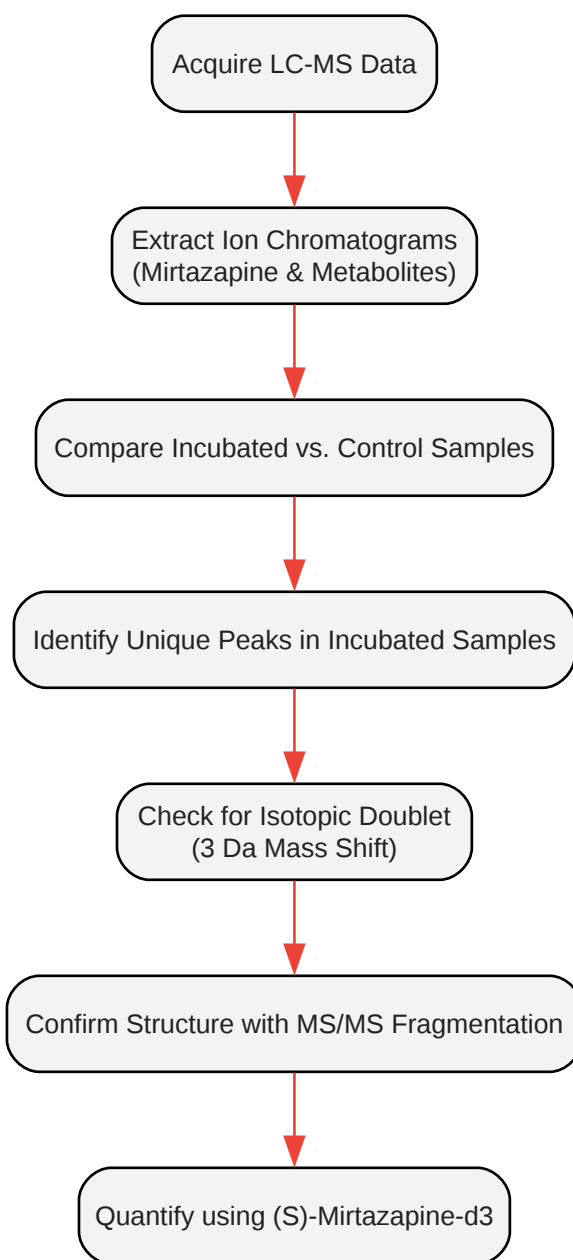 Acquire LC-MS Data
Extract Ion Chromatograms
(Mirtazapine & Metabolites)
Compare Incubated vs. Control Samples
Identify Unique Peaks in Incubated Samples
Check for Isotopic Doublet
(3 Da Mass Shift)
Confirm Structure with MS/MS Fragmentation
Quantify using (S)-Mirtazapine-d3